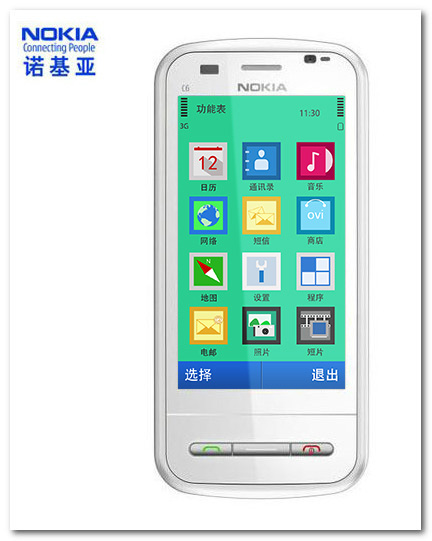 NOKIA
Connecting People
诺基亚
C6
NOKIA
功能表
11:30
3G
12
日历
通讯录
音乐
网络
短信
ovi
商店
N
地图
设置
程序
电邮
照片
短片
选择
退出